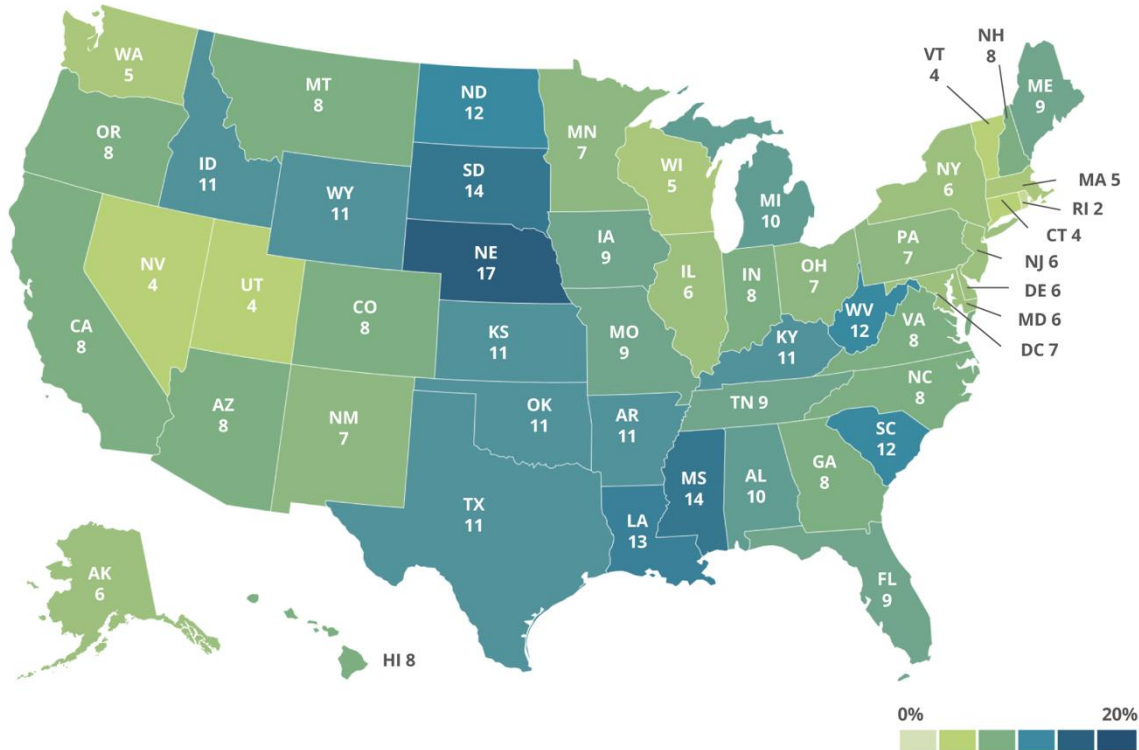 WA
5
OR
8
CA
8
NV
4
ID
11
MT
8
WY
11
UT
4
AZ
8
CO
8
NM
7
ND
12
SD
14
NE
17
KS
11
OK
11
TX
11
MN
7
IA
9
MO
9
AR
11
LA
13
WI
5
IL
6
MI
10
IN
8
OH
7
KY
11
TN 9
MS
14
AL
10
GA
8
FL
9
SC
12
NC
8
VA
8
WV
12
PA
7
NY
6
VT
4
NH
8
ME
9
MA 5
RI 2
CT 4
NJ 6
DE 6
MD 6
DC 7
AK
6
HI 8
0% 20%